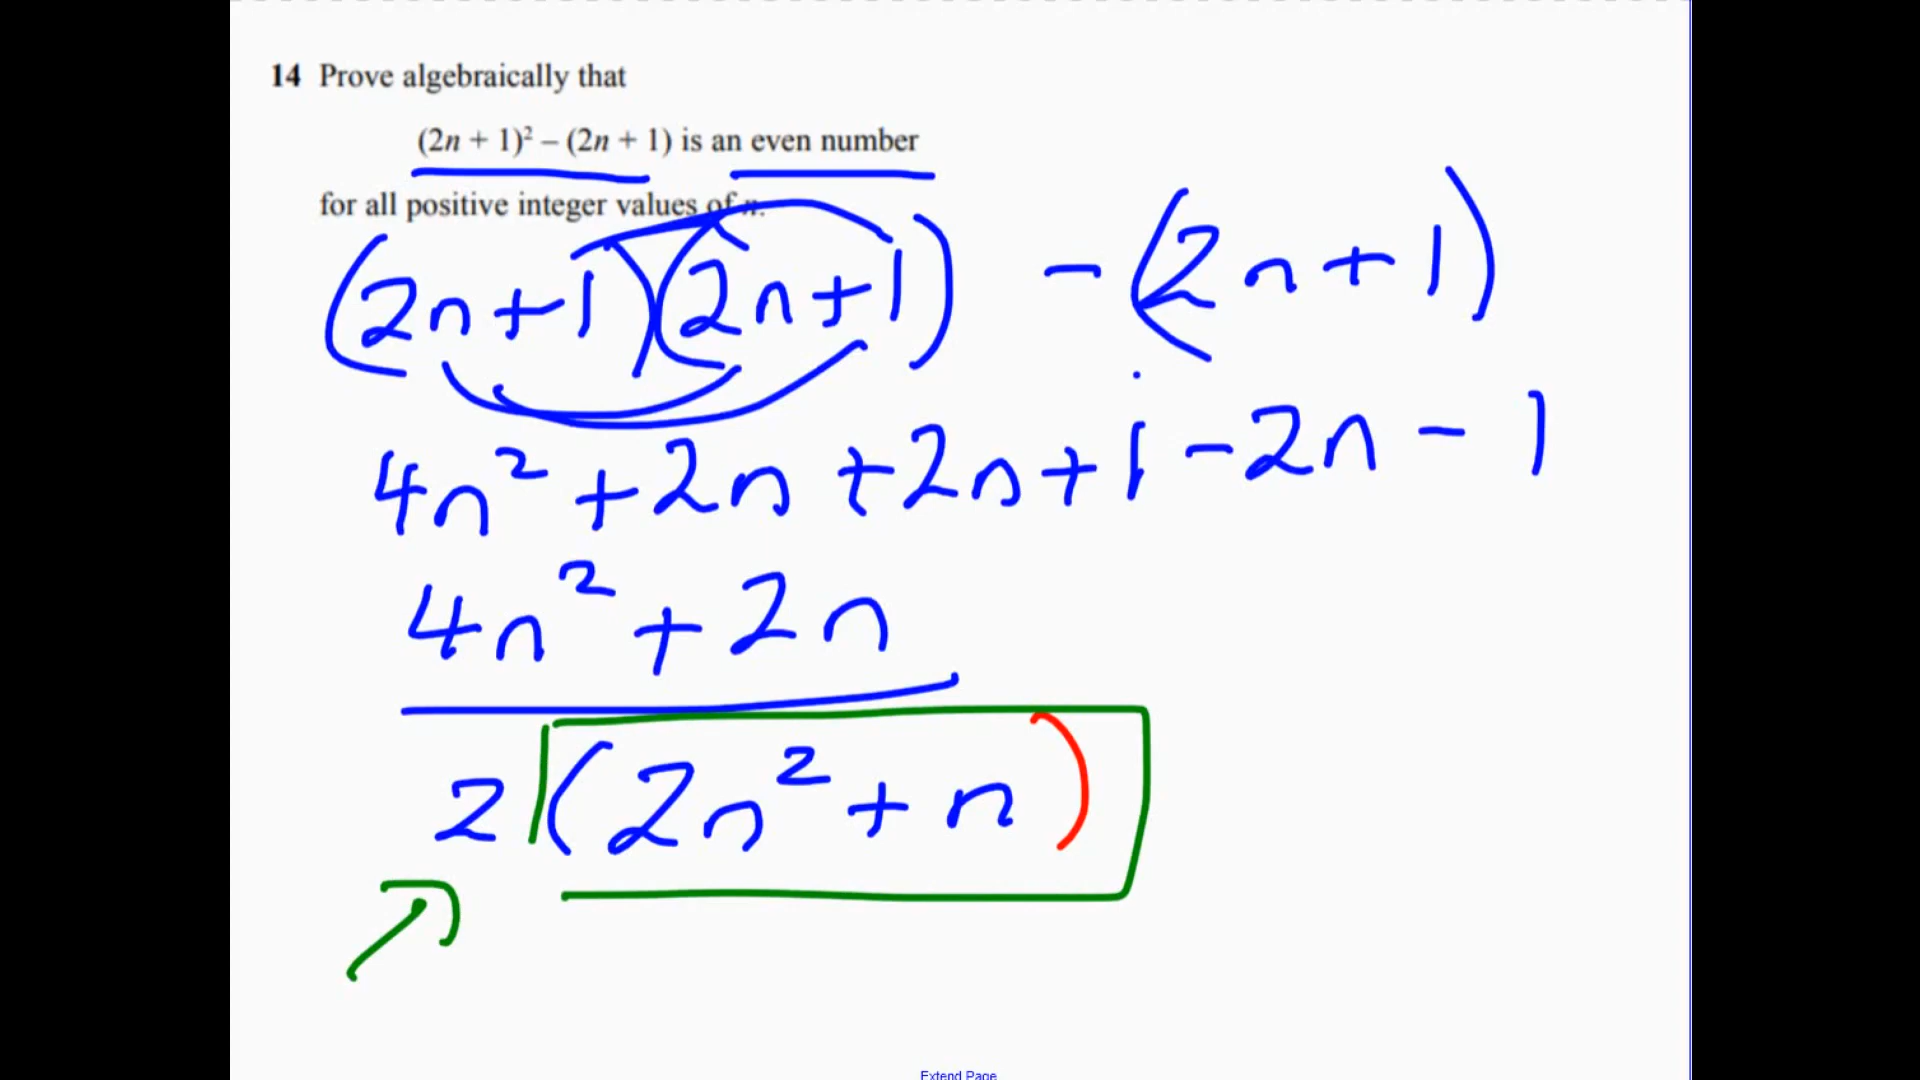 14 Prove algebraically that
(2n + 1)² – (2n + 1) is an even number
for all positive integer values of n.
(2n+1)(2n+1) - (2n+1)
4n² + 2n + 2n + 1 - 2n - 1
4n² + 2n
2(2n² + n)
Extend Page